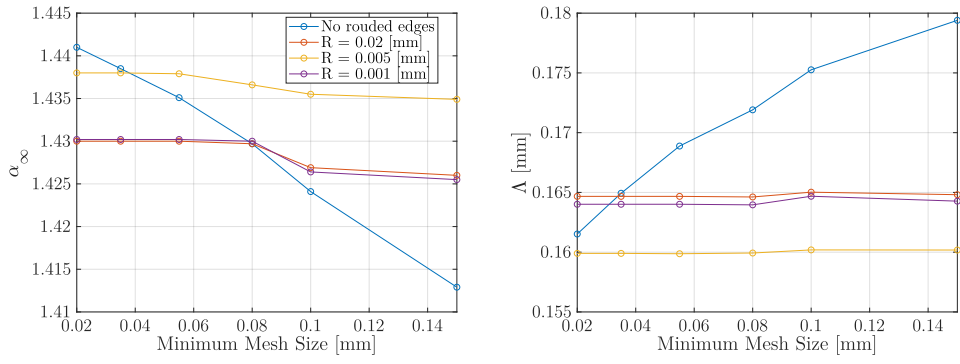 1.445
1.44
1.435
1.43
1.425
1.42
1.415
1.41
α∞
0.02 0.04 0.06 0.08 0.1 0.12 0.14
Minimum Mesh Size [mm]
No rouded edges
R = 0.02 [mm]
R = 0.005 [mm]
R = 0.001 [mm]
0.18
0.175
0.17
0.165
0.16
0.155
Λ [mm]
0.02 0.04 0.06 0.08 0.1 0.12 0.14
Minimum Mesh Size [mm]